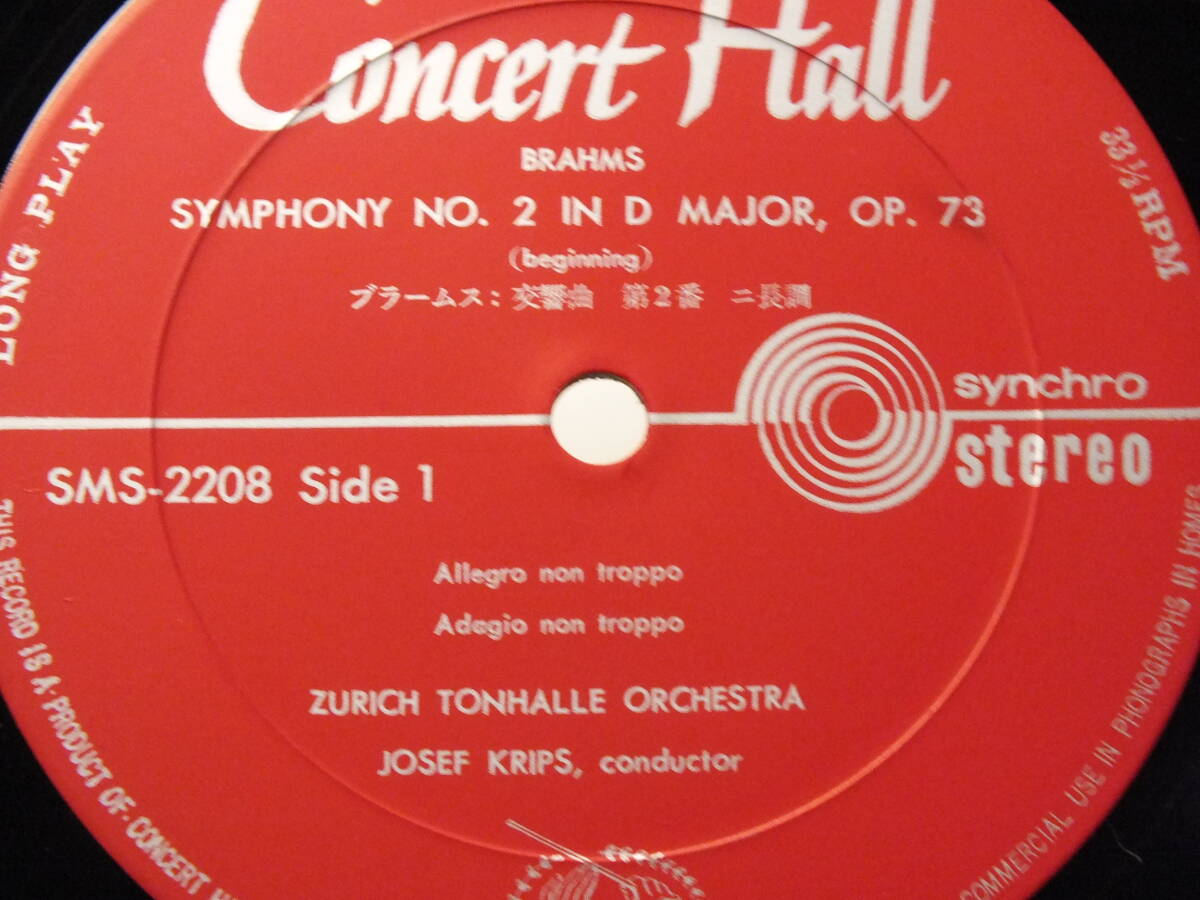 Concert Hall
LONG PLAY
33 1/3 RPM
BRAHMS
SYMPHONY NO. 2 IN D MAJOR, OP. 73
(beginning)
ブラームス：交響曲　第2番　ニ長調
synchro
stereo
SMS-2208 Side 1
Allegro non troppo
Adagio non troppo
ZURICH TONHALLE ORCHESTRA
JOSEF KRIPS, conductor
THIS RECORD IS A PRODUCT OF CONCERT
COMMERCIAL USE IN PHONOGRAPHS IN HOMES